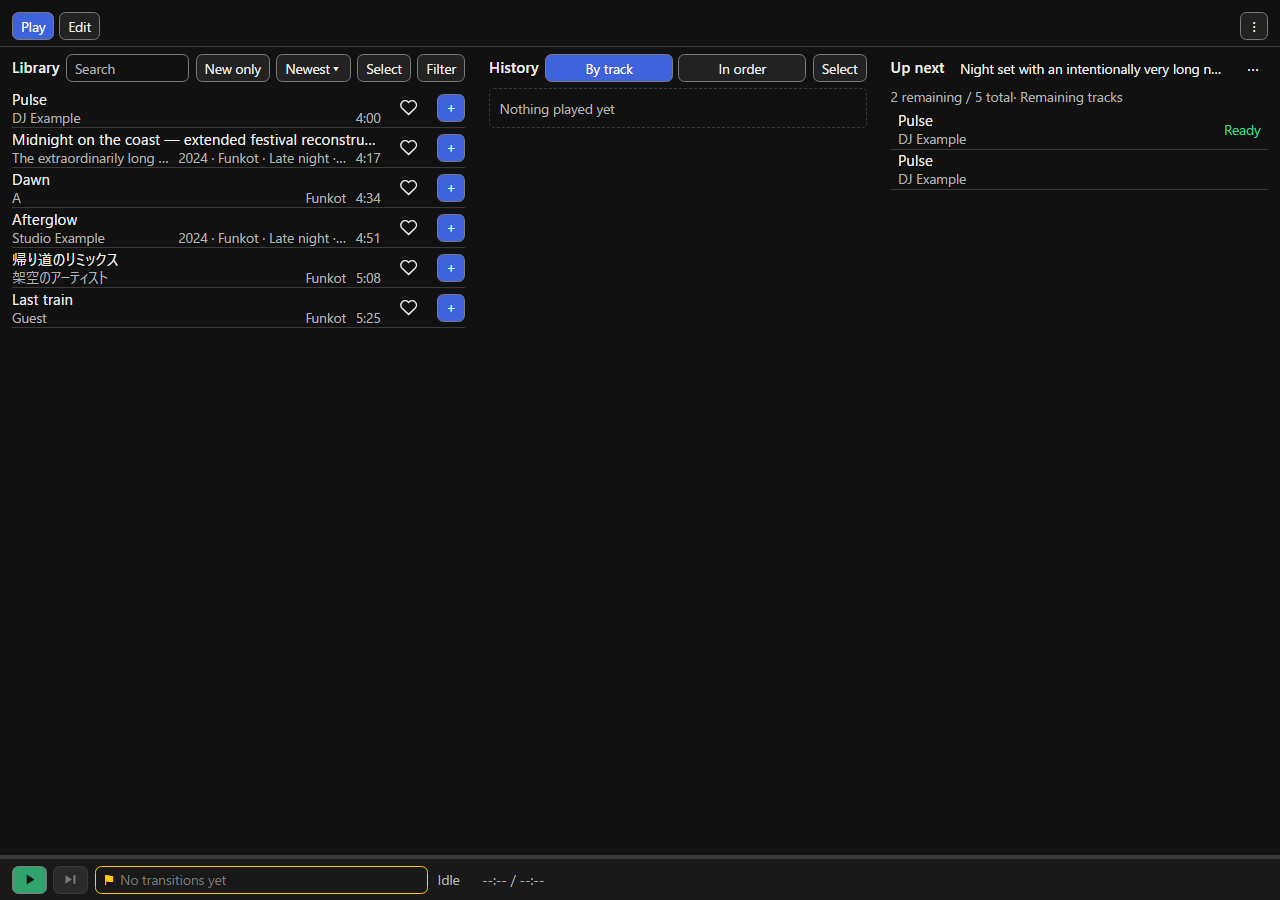 Play Edit
Library Search New only Newest Select Filter
Pulse
DJ Example 4:00 +
Midnight on the coast — extended festival reconstru...
The extraordinarily long ... 2024 · Funkot · Late night ·... 4:17 +
Dawn
A Funkot 4:34 +
Afterglow
Studio Example 2024 · Funkot · Late night ·... 4:51 +
帰り道のリミックス
架空のアーティスト Funkot 5:08 +
Last train
Guest Funkot 5:25 +
History By track In order Select
Nothing played yet
Up next Night set with an intentionally very long n... ...
2 remaining / 5 total· Remaining tracks
Pulse
DJ Example Ready
Pulse
DJ Example
No transitions yet Idle --:-- / --:--